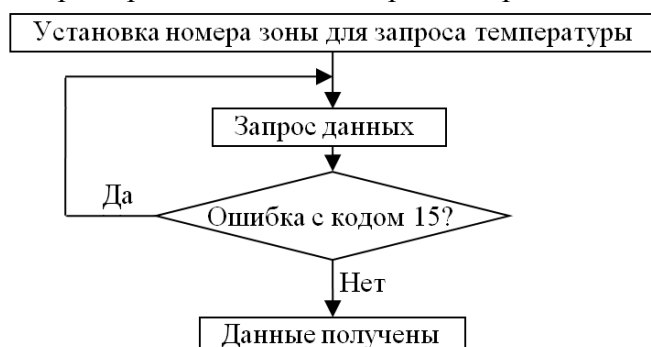 Установка номера зоны для запроса температуры
Запрос данных
Да
Ошибка с кодом 15?
Нет
Данные получены